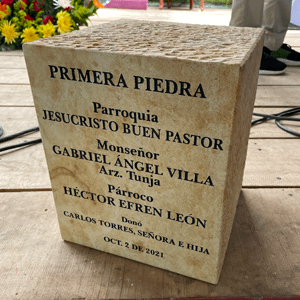 PRIMERA PIEDRA
Parroquia
JESUCRISTO BUEN PASTOR
Monseñor
GABRIEL ÁNGEL VILLA
Arz. Tunja
Párroco
HÉCTOR EFREN LEÓN
Donó
CARLOS TORRES, SEÑORA E HIJA
OCT. 2 DE 2021